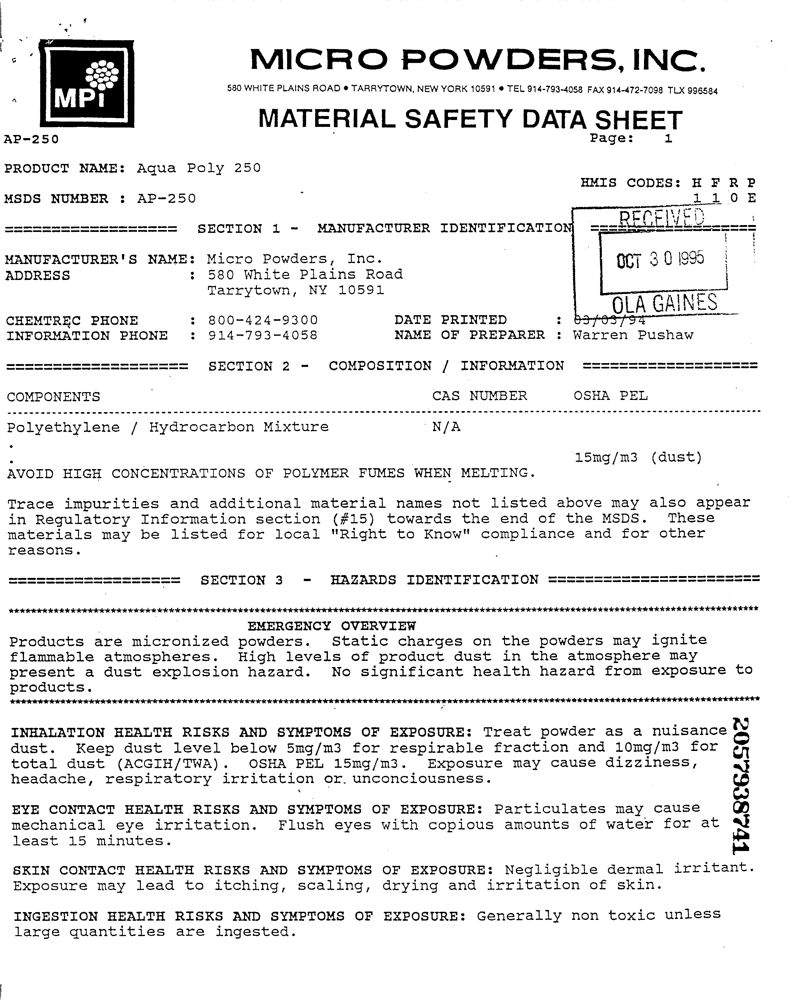 MPi
MICRO POWDERS, INC.
580 WHITE PLAINS ROAD • TARRYTOWN, NEW YORK 10591 • TEL 914-793-4058 FAX 914-472-7098 TLX 996584
MATERIAL SAFETY DATA SHEET
AP-250 Page: 1
PRODUCT NAME: Aqua Poly 250
HMIS CODES: H F R P
MSDS NUMBER : AP-250 1 1 0 E
================== SECTION 1 - MANUFACTURER IDENTIFICATION ==================
RECEIVED
OCT 30 1995
OLA GAINES
MANUFACTURER'S NAME: Micro Powders, Inc.
ADDRESS : 580 White Plains Road
Tarrytown, NY 10591
CHEMTREC PHONE : 800-424-9300 DATE PRINTED : 03/03/94
INFORMATION PHONE : 914-793-4058 NAME OF PREPARER : Warren Pushaw
=================== SECTION 2 - COMPOSITION / INFORMATION ===================
COMPONENTS CAS NUMBER OSHA PEL
Polyethylene / Hydrocarbon Mixture N/A
.
. 15mg/m3 (dust)
AVOID HIGH CONCENTRATIONS OF POLYMER FUMES WHEN MELTING.
Trace impurities and additional material names not listed above may also appear
in Regulatory Information section (#15) towards the end of the MSDS. These
materials may be listed for local "Right to Know" compliance and for other
reasons.
================== SECTION 3 - HAZARDS IDENTIFICATION ======================
EMERGENCY OVERVIEW
Products are micronized powders. Static charges on the powders may ignite
flammable atmospheres. High levels of product dust in the atmosphere may
present a dust explosion hazard. No significant health hazard from exposure to
products.
INHALATION HEALTH RISKS AND SYMPTOMS OF EXPOSURE: Treat powder as a nuisance
dust. Keep dust level below 5mg/m3 for respirable fraction and 10mg/m3 for
total dust (ACGIH/TWA). OSHA PEL 15mg/m3. Exposure may cause dizziness,
headache, respiratory irritation or unconciousness.
EYE CONTACT HEALTH RISKS AND SYMPTOMS OF EXPOSURE: Particulates may cause
mechanical eye irritation. Flush eyes with copious amounts of water for at
least 15 minutes.
SKIN CONTACT HEALTH RISKS AND SYMPTOMS OF EXPOSURE: Negligible dermal irritant.
Exposure may lead to itching, scaling, drying and irritation of skin.
INGESTION HEALTH RISKS AND SYMPTOMS OF EXPOSURE: Generally non toxic unless
large quantities are ingested.
2057938741